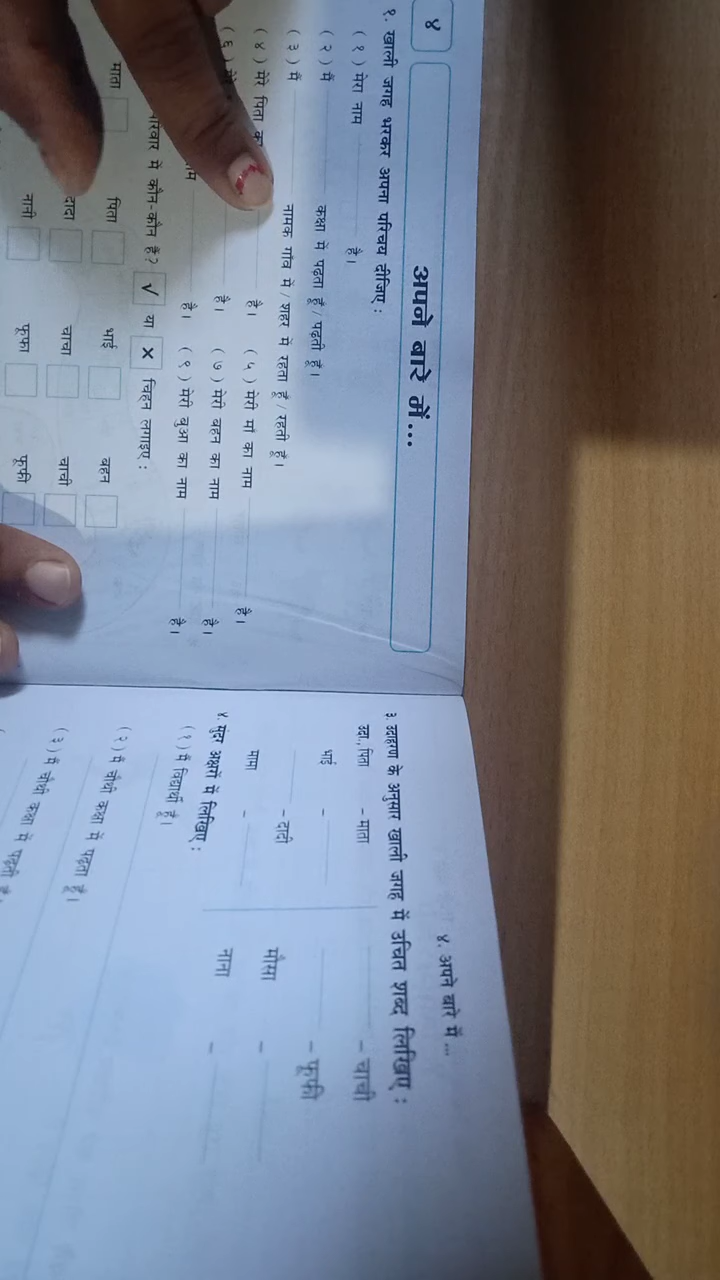 ४
अपने बारे में...
१. खाली जगह भरकर अपना परिचय दीजिए :
( १ ) मेरा नाम है।
( २ ) मैं कक्षा में पढ़ता हूँ / पढ़ती हूँ।
( ३ ) मैं नामक गाँव में / शहर में रहता हूँ / रहती हूँ।
( ४ ) मेरे पिता का है। ( ५ ) मेरी माँ का नाम है।
( ६ ) मेरे है। ( ७ ) मेरी बहन का नाम है।
है। ( ९ ) मेरी बुआ का नाम है।
परिवार में कौन-कौन है? √ या × चिह्न लगाइए :
माता पिता भाई बहन
दादा चाचा चाची
नानी फूफा फूफी
४. अपने बारे में ...
३. उदाहरण के अनुसार खाली जगह में उचित शब्द लिखिए :
उदा., पिता - माता - चाची
भाई - - फूफी
- दादी मौसा -
मामा - नाना -
४. सुंदर अक्षरों में लिखिए :
( १ ) मैं विद्यार्थी हूँ।
( २ ) मैं चौथी कक्षा में पढ़ता हूँ।
( ३ ) मैं चौथी कक्षा में पढ़ती हूँ.